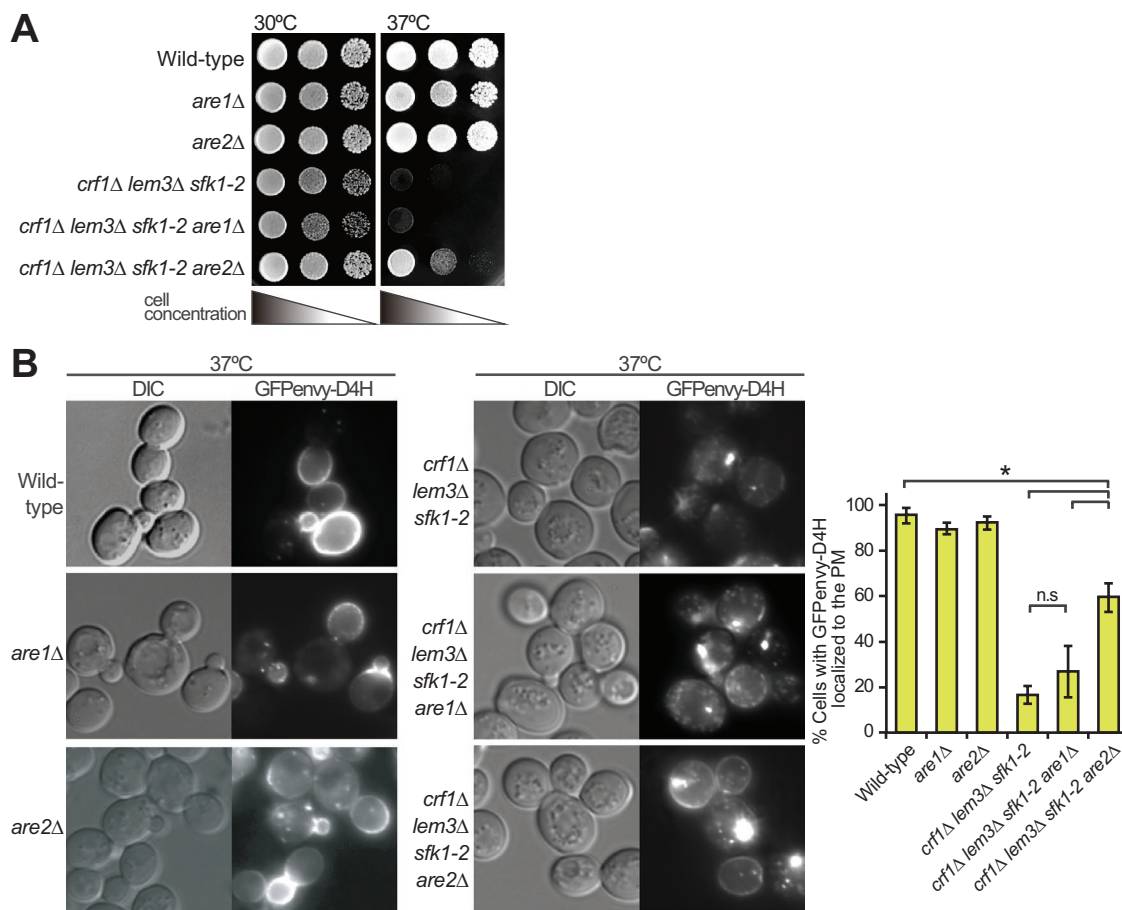 A
30ºC
37ºC
Wild-type
are1Δ
are2Δ
crf1Δ lem3Δ sfk1-2
crf1Δ lem3Δ sfk1-2 are1Δ
crf1Δ lem3Δ sfk1-2 are2Δ
cell
concentration
B
37ºC
DIC
GFPenvy-D4H
Wild-
type
are1Δ
are2Δ
37ºC
DIC
GFPenvy-D4H
crf1Δ
lem3Δ
sfk1-2
crf1Δ
lem3Δ
sfk1-2
are1Δ
crf1Δ
lem3Δ
sfk1-2
are2Δ
% Cells with GFPenvy-D4H
localized to the PM
100
80
60
40
20
0
*
n.s
Wild-type
are1Δ
are2Δ
crf1Δ lem3Δ sfk1-2
crf1Δ lem3Δ sfk1-2 are1Δ
crf1Δ lem3Δ sfk1-2 are2Δ